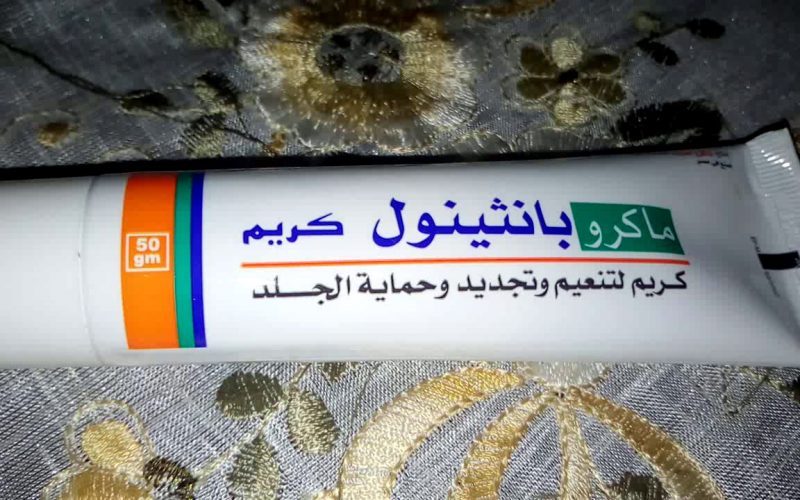 ماكرو بانثينول كريم
كريم لتنعيم وتجديد وحماية الجلد
50
gm